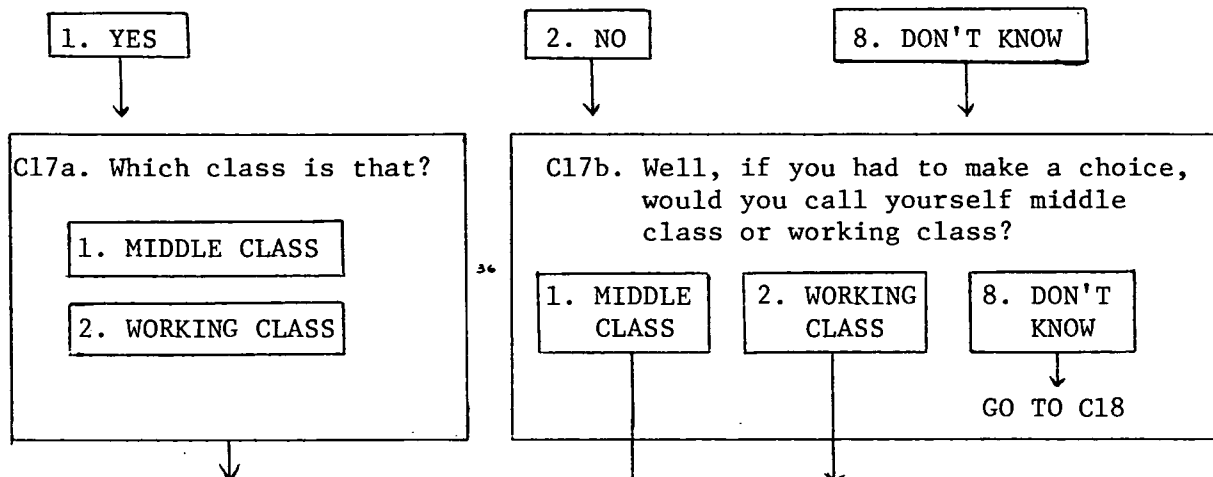 1. YES
2. NO
8. DON'T KNOW
C17a. Which class is that?
1. MIDDLE CLASS
2. WORKING CLASS
36
C17b. Well, if you had to make a choice,
would you call yourself middle
class or working class?
1. MIDDLE
CLASS
2. WORKING
CLASS
8. DON'T
KNOW
GO TO C18